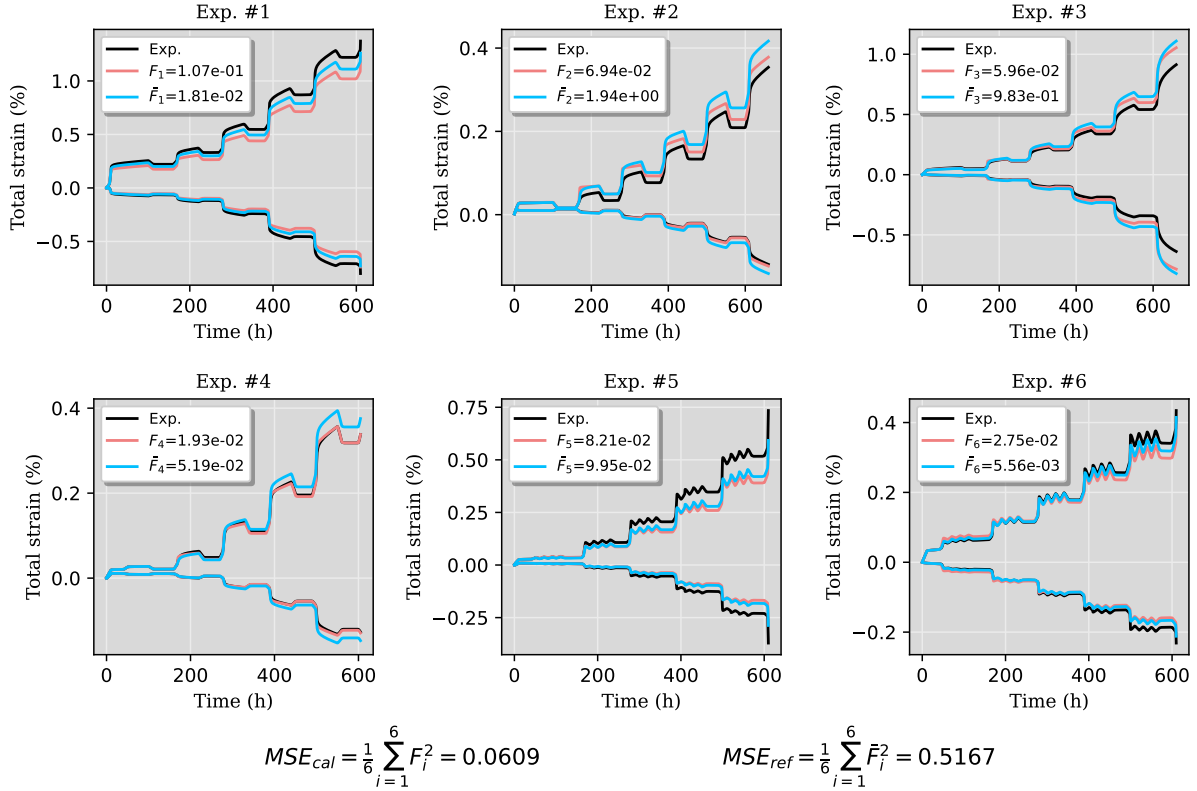 Exp. #1
Total strain (%)
1.0
0.5
0.0
−0.5
Exp.
F₁=1.07e-01
F̄₁=1.81e-02
0
200
400
600
Time (h)
Exp. #2
Total strain (%)
0.4
0.2
0.0
Exp.
F₂=6.94e-02
F̄₂=1.94e+00
0
200
400
600
Time (h)
Exp. #3
Total strain (%)
1.0
0.5
0.0
−0.5
Exp.
F₃=5.96e-02
F̄₃=9.83e-01
0
200
400
600
Time (h)
Exp. #4
Total strain (%)
0.4
0.2
0.0
Exp.
F₄=1.93e-02
F̄₄=5.19e-02
0
200
400
600
Time (h)
Exp. #5
Total strain (%)
0.75
0.50
0.25
0.00
−0.25
Exp.
F₅=8.21e-02
F̄₅=9.95e-02
0
200
400
600
Time (h)
Exp. #6
Total strain (%)
0.4
0.2
0.0
−0.2
Exp.
F₆=2.75e-02
F̄₆=5.56e-03
0
200
400
600
Time (h)
MSE_cal = 1/6 ∑_{i=1}^{6} F_i² = 0.0609
MSE_ref = 1/6 ∑_{i=1}^{6} F̄_i² = 0.5167